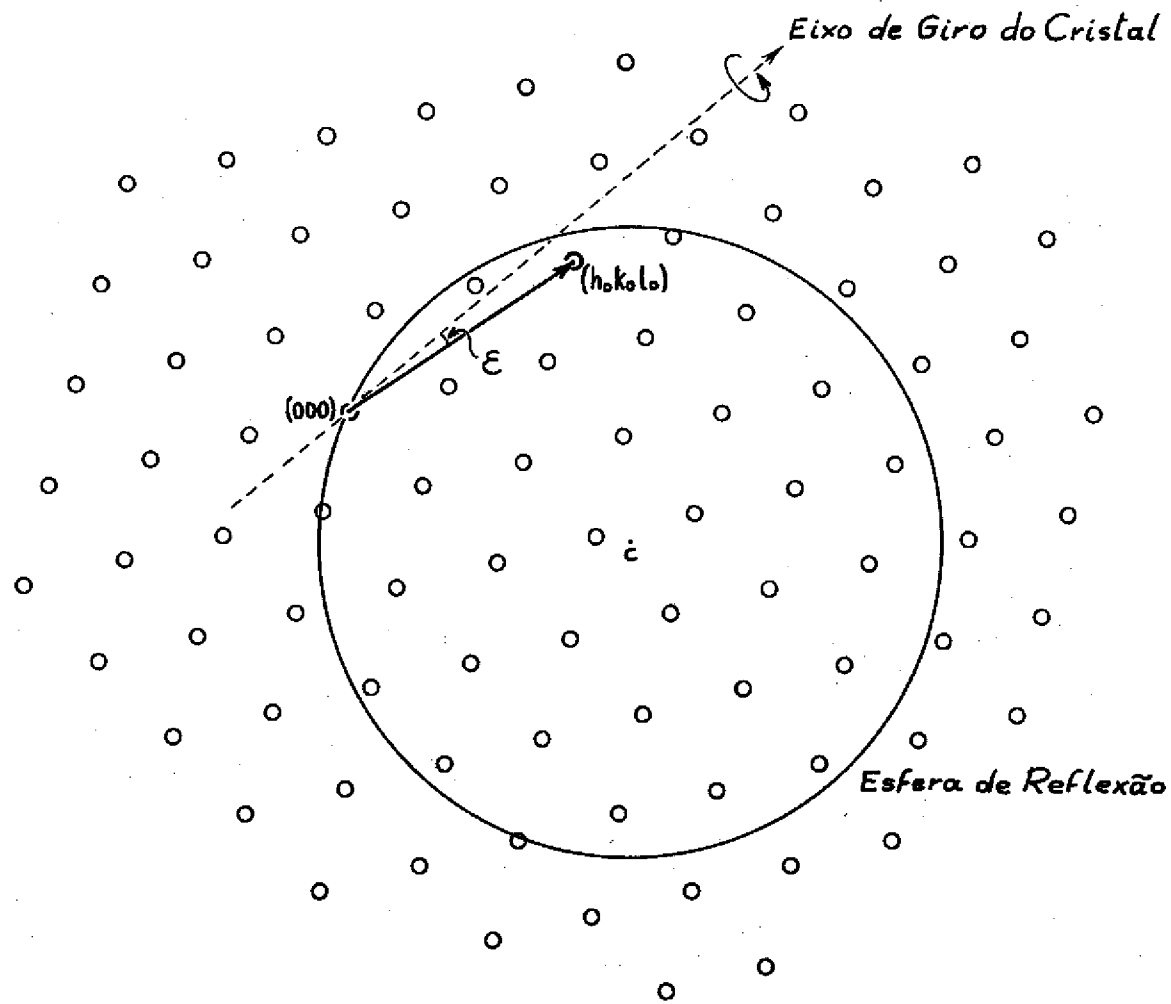 Eixo de Giro do Cristal
(h₀k₀l₀)
ε
(000)
c
Esfera de Reflexão